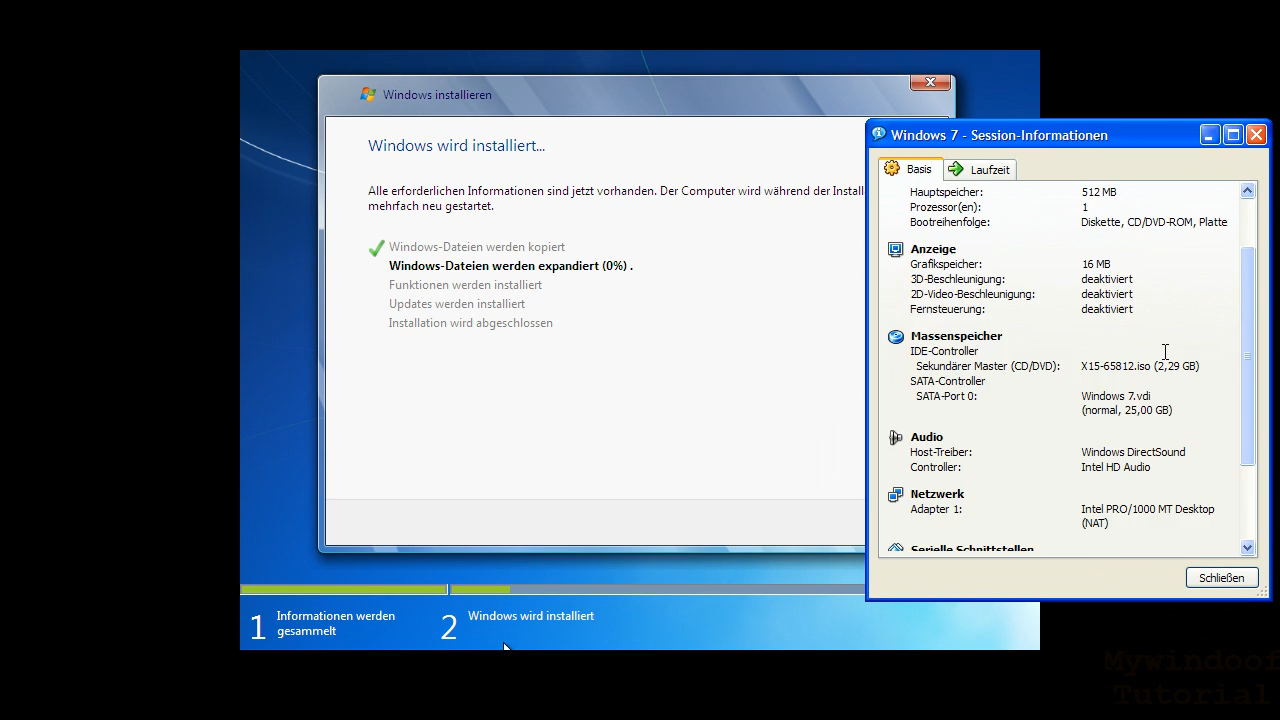 Windows installieren
Windows wird installiert...
Alle erforderlichen Informationen sind jetzt vorhanden. Der Computer wird während der Install
mehrfach neu gestartet.
Windows-Dateien werden kopiert
Windows-Dateien werden expandiert (0%) .
Funktionen werden installiert
Updates werden installiert
Installation wird abgeschlossen
1 Informationen werden
gesammelt
2 Windows wird installiert
Windows 7 - Session-Informationen
Basis Laufzeit
Hauptspeicher: 512 MB
Prozessor(en): 1
Bootreihenfolge: Diskette, CD/DVD-ROM, Platte
Anzeige
Grafikspeicher: 16 MB
3D-Beschleunigung: deaktiviert
2D-Video-Beschleunigung: deaktiviert
Fernsteuerung: deaktiviert
Massenspeicher
IDE-Controller
Sekundärer Master (CD/DVD): X15-65812.iso (2,29 GB)
SATA-Controller
SATA-Port 0: Windows 7.vdi
(normal, 25,00 GB)
Audio
Host-Treiber: Windows DirectSound
Controller: Intel HD Audio
Netzwerk
Adapter 1: Intel PRO/1000 MT Desktop
(NAT)
Serielle Schnittstellen
Schließen
Mywindoof
Tutorial